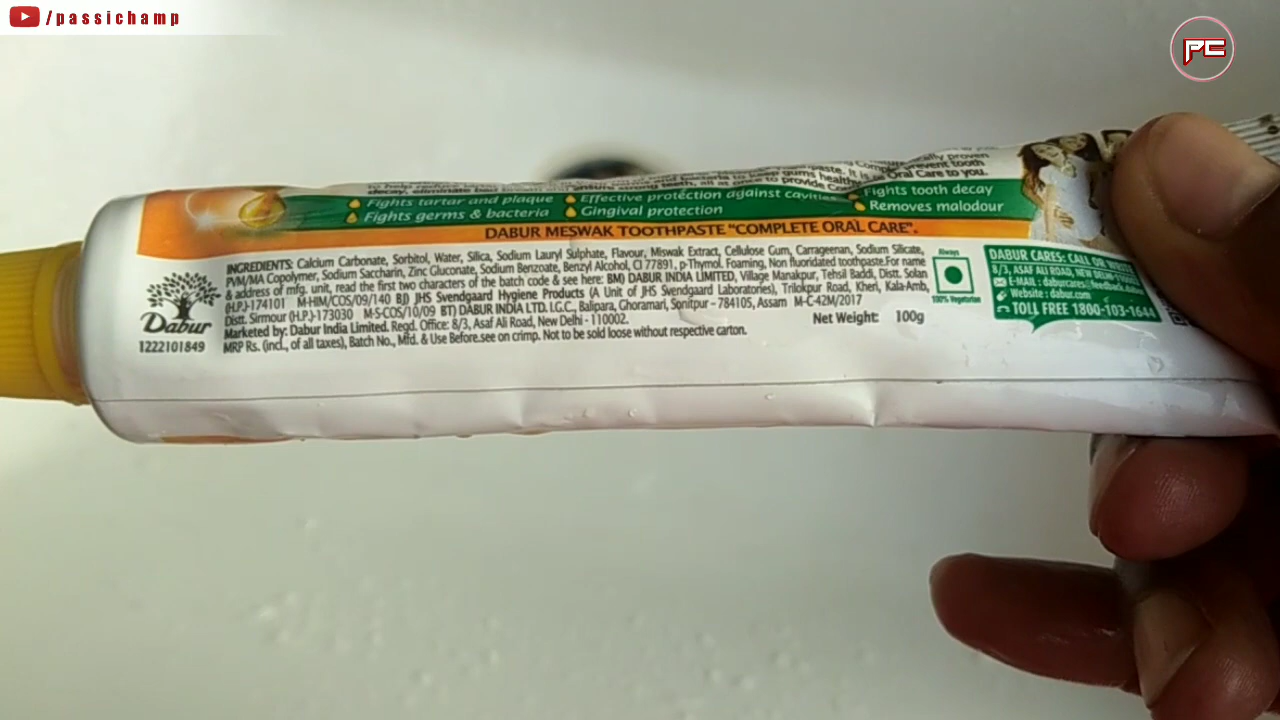 /passichamp
PC
Fights tartar and plaque
Effective protection against cavities
Fights tooth decay
Fights germs & bacteria
Gingival protection
Removes malodour
DABUR MESWAK TOOTHPASTE "COMPLETE ORAL CARE".
INGREDIENTS: Calcium Carbonate, Sorbitol, Water, Silica, Sodium Lauryl Sulphate, Flavour, Miswak Extract, Cellulose Gum, Carrageenan, Sodium Silicate,
PVM/MA Copolymer, Sodium Saccharin, Zinc Gluconate, Sodium Benzoate, Benzyl Alcohol, CI 77891, p-Thymol. Foaming, Non fluoridated toothpaste.For name
& address of mfg. unit, read the first two characters of the batch code & see here: BM) DABUR INDIA LIMITED, Village Manakpur, Tehsil Baddi, Distt. Solan
(H.P.)-174101 M-HIM/COS/09/140 BJ) JHS Svendgaard Hygiene Products (A Unit of JHS Svendgaard Laboratories), Trilokpur Road, Kheri, Kala-Amb,
Distt. Sirmour (H.P.)-173030 M-S-COS/10/09 BT) DABUR INDIA LTD. I.G.C., Balipara, Ghoramari, Sonitpur - 784105, Assam M-C-42M/2017
Marketed by: Dabur India Limited. Regd. Office: 8/3, Asaf Ali Road, New Delhi - 110002.
MRP Rs. (incl., of all taxes), Batch No., Mfd. & Use Before.see on crimp. Not to be sold loose without respective carton.
Net Weight: 100g
Dabur
1222101849
Always
100% Vegetarian
DABUR CARES: CALL OR WRITE
8/3, ASAF ALI ROAD, NEW DELHI
E-MAIL : daburcares@feedback.dabur
Website : dabur.com
TOLL FREE 1800-103-1644